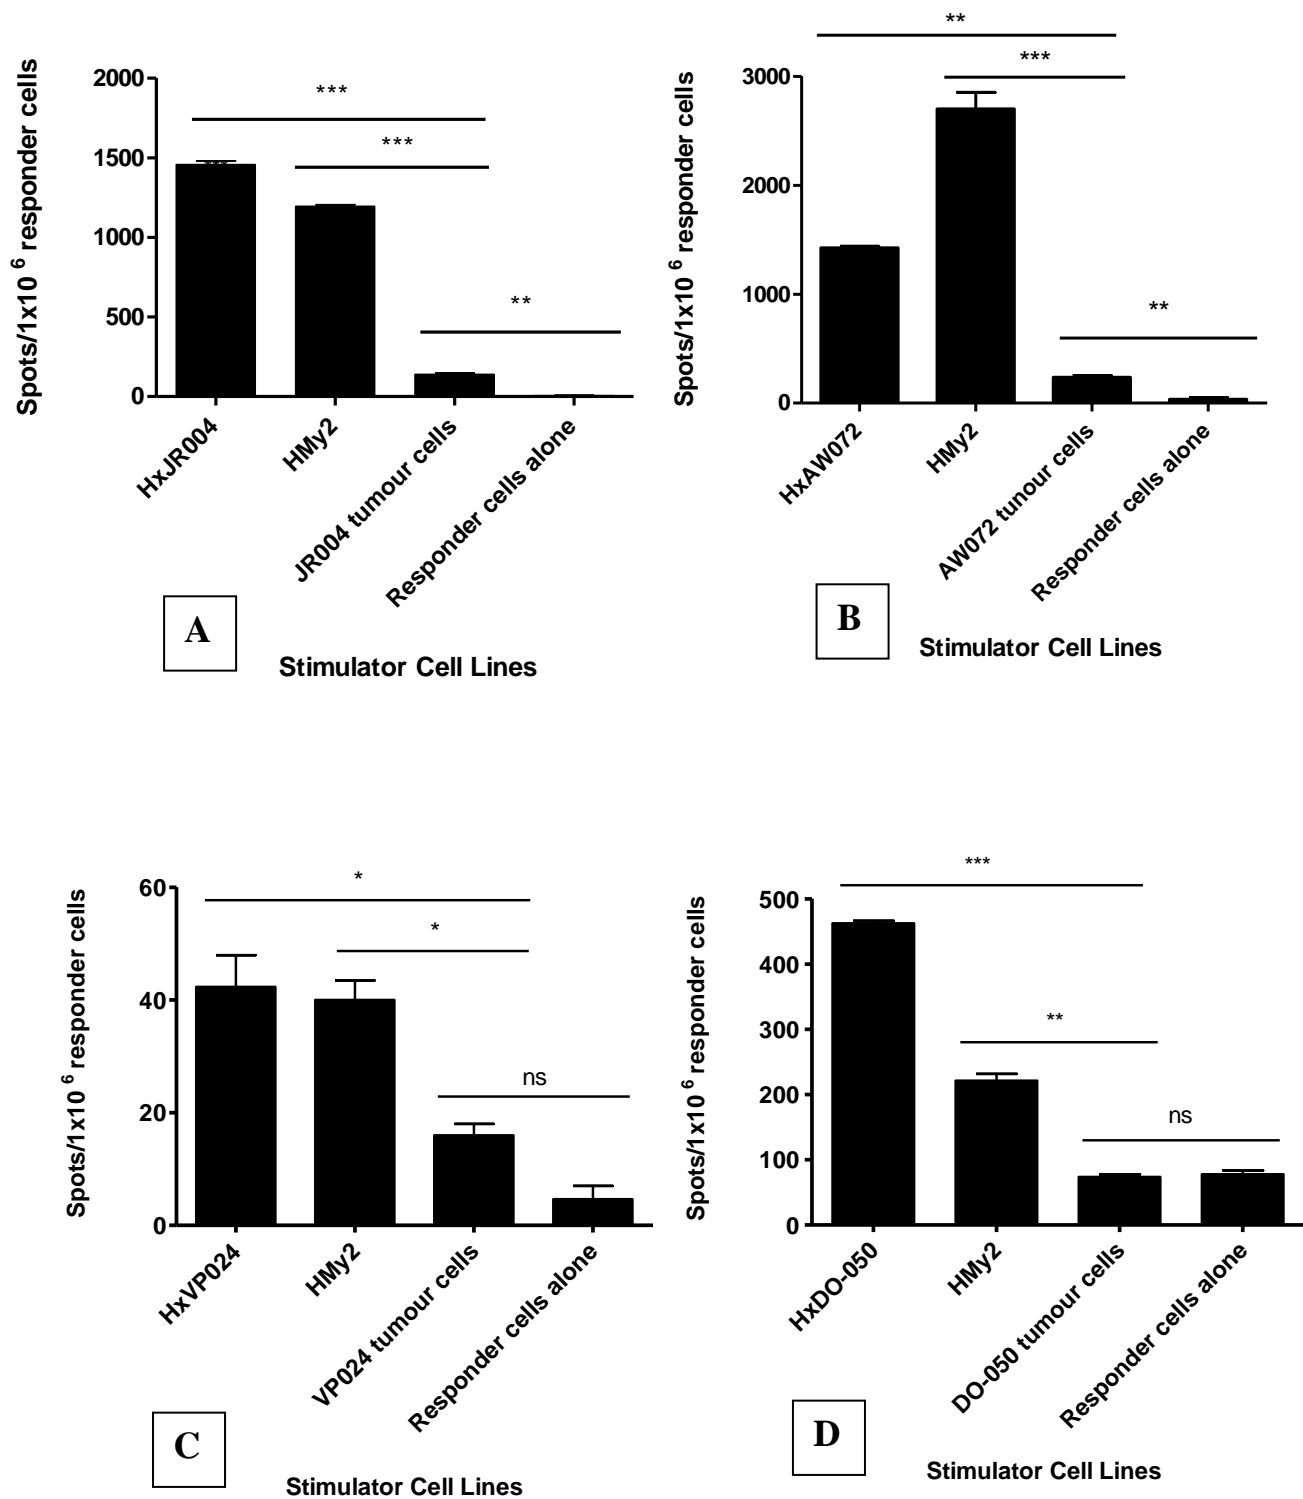 Spots/1x10 6 responder cells
2000
1500
1000
500
0
***
***
**
HxJR004
HMy2
JR004 tumour cells
Responder cells alone
A
Stimulator Cell Lines
Spots/1x10 6 responder cells
3000
2000
1000
0
**
***
**
HxAW072
HMy2
AW072 tunour cells
Responder cells alone
B
Stimulator Cell Lines
Spots/1x10 6 responder cells
60
40
20
0
*
*
ns
HxVP024
HMy2
VP024 tumour cells
Responder cells alone
C
Stimulator Cell Lines
Spots/1x10 6 responder cells
500
400
300
200
100
0
***
**
ns
HxDO-050
HMy2
DO-050 tumour cells
Responder cells alone
D
Stimulator Cell Lines